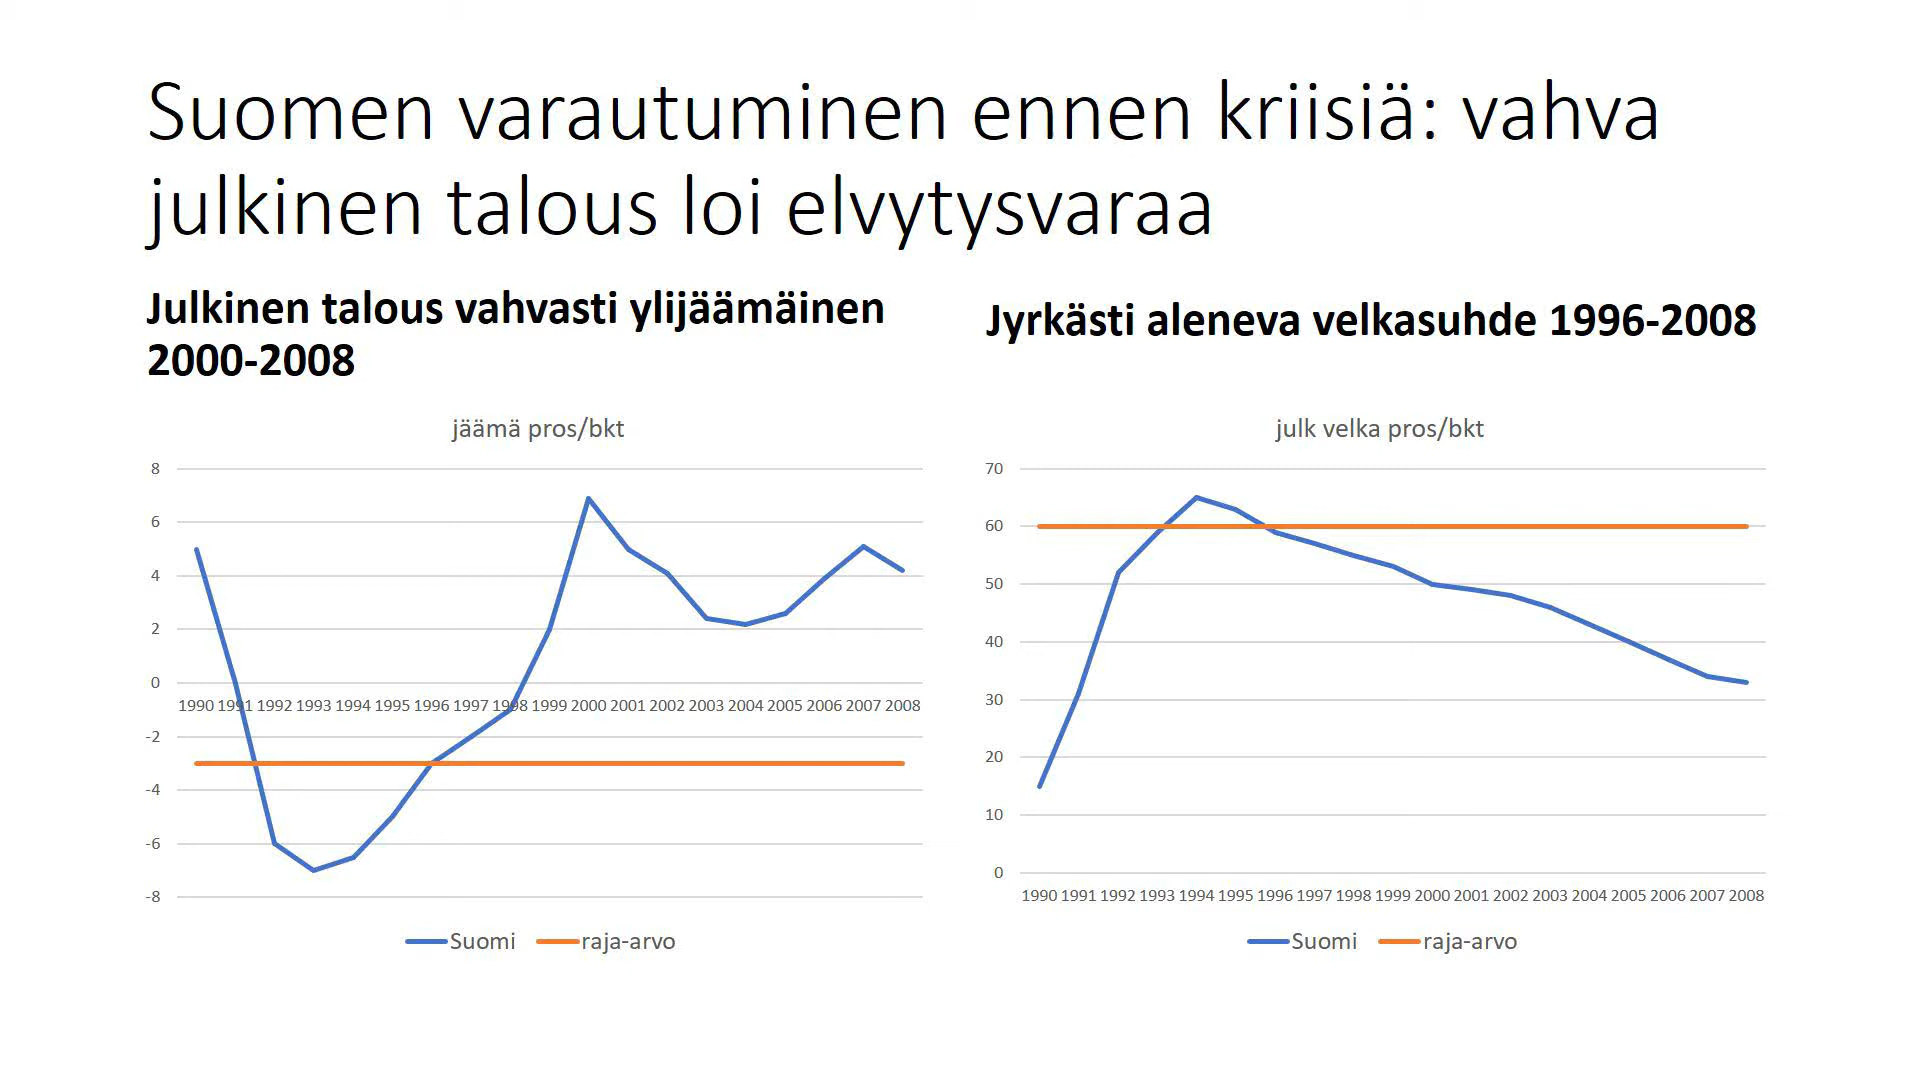 Suomen varautuminen ennen kriisiä: vahva
julkinen talous loi elvytysvaraa
Julkinen talous vahvasti ylijäämäinen
2000-2008
jäämä pros/bkt
8
6
4
2
0
1990 1991 1992 1993 1994 1995 1996 1997 1998 1999 2000 2001 2002 2003 2004 2005 2006 2007 2008
-2
-4
-6
-8
Suomi raja-arvo
Jyrkästi aleneva velkasuhde 1996-2008
julk velka pros/bkt
70
60
50
40
30
20
10
0
1990 1991 1992 1993 1994 1995 1996 1997 1998 1999 2000 2001 2002 2003 2004 2005 2006 2007 2008
Suomi raja-arvo